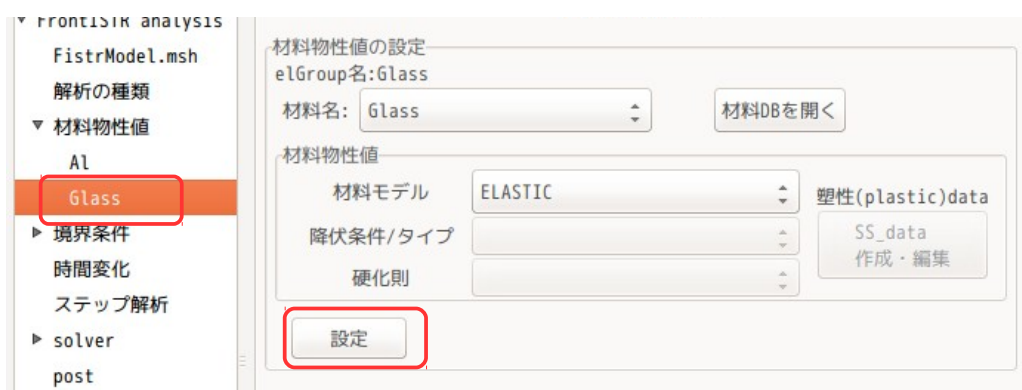 FrontISTR analysis
FistrModel.msh
解析の種類
材料物性値
Al
Glass
境界条件
時間変化
ステップ解析
solver
post
材料物性値の設定
elGroup名:Glass
材料名: Glass 材料DBを開く
材料物性値
材料モデル ELASTIC 塑性(plastic)data
降伏条件/タイプ SS_data
作成・編集
硬化則
設定